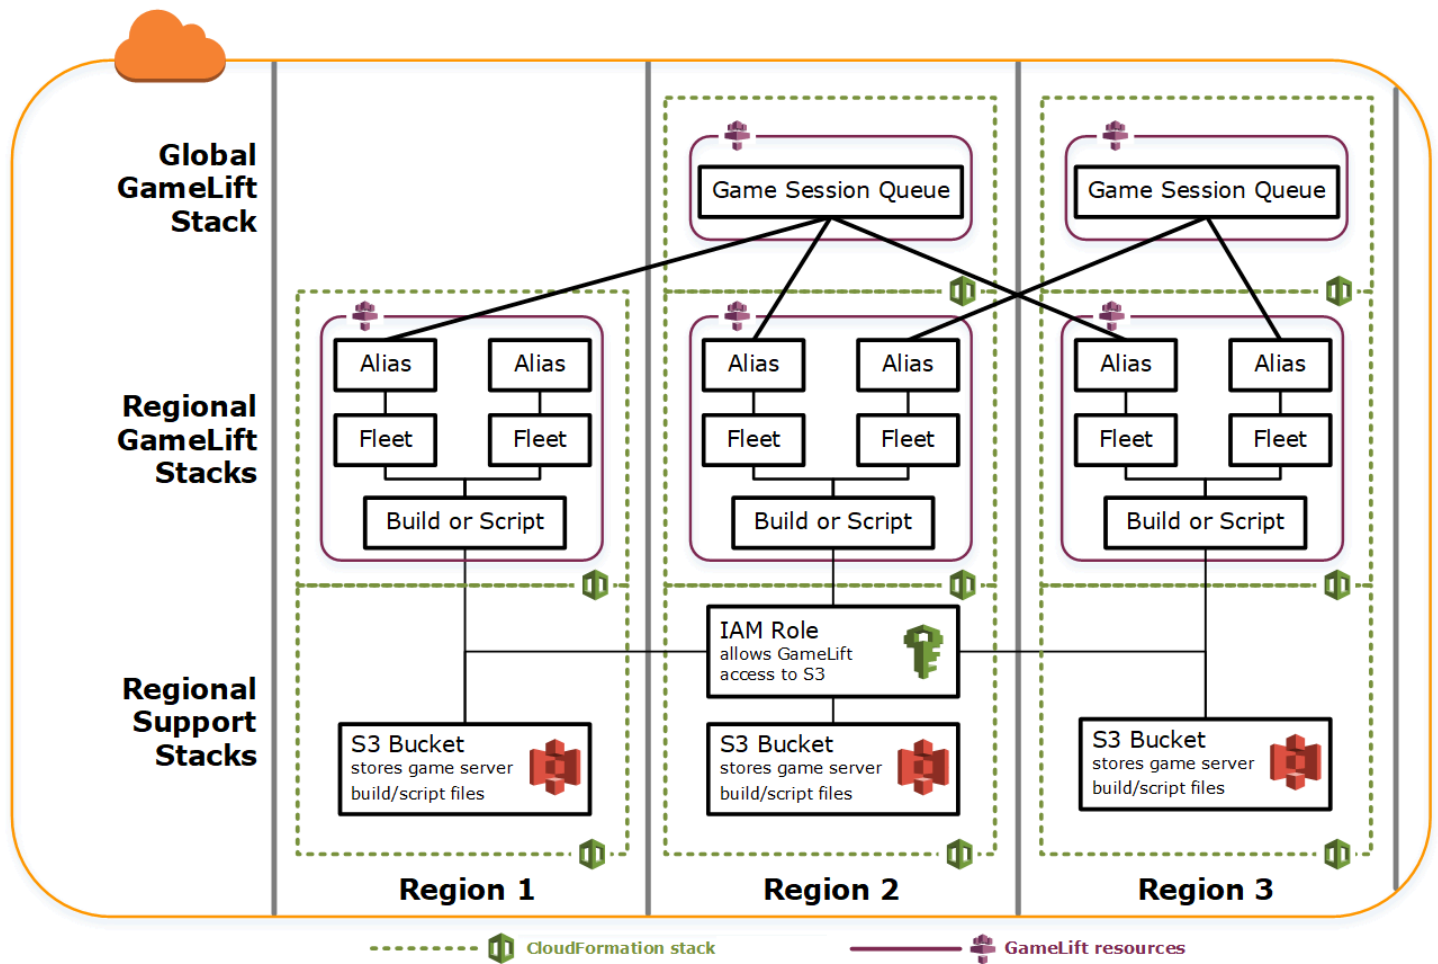 Global
GameLift
Stack
Game Session Queue
Game Session Queue
Regional
GameLift
Stacks
Alias
Alias
Alias
Alias
Alias
Alias
Fleet
Fleet
Fleet
Fleet
Fleet
Fleet
Build or Script
Build or Script
Build or Script
Regional
Support
Stacks
IAM Role
allows GameLift
access to S3
S3 Bucket
stores game server
build/script files
S3 Bucket
stores game server
build/script files
S3 Bucket
stores game server
build/script files
Region 1
Region 2
Region 3
CloudFormation stack
GameLift resources